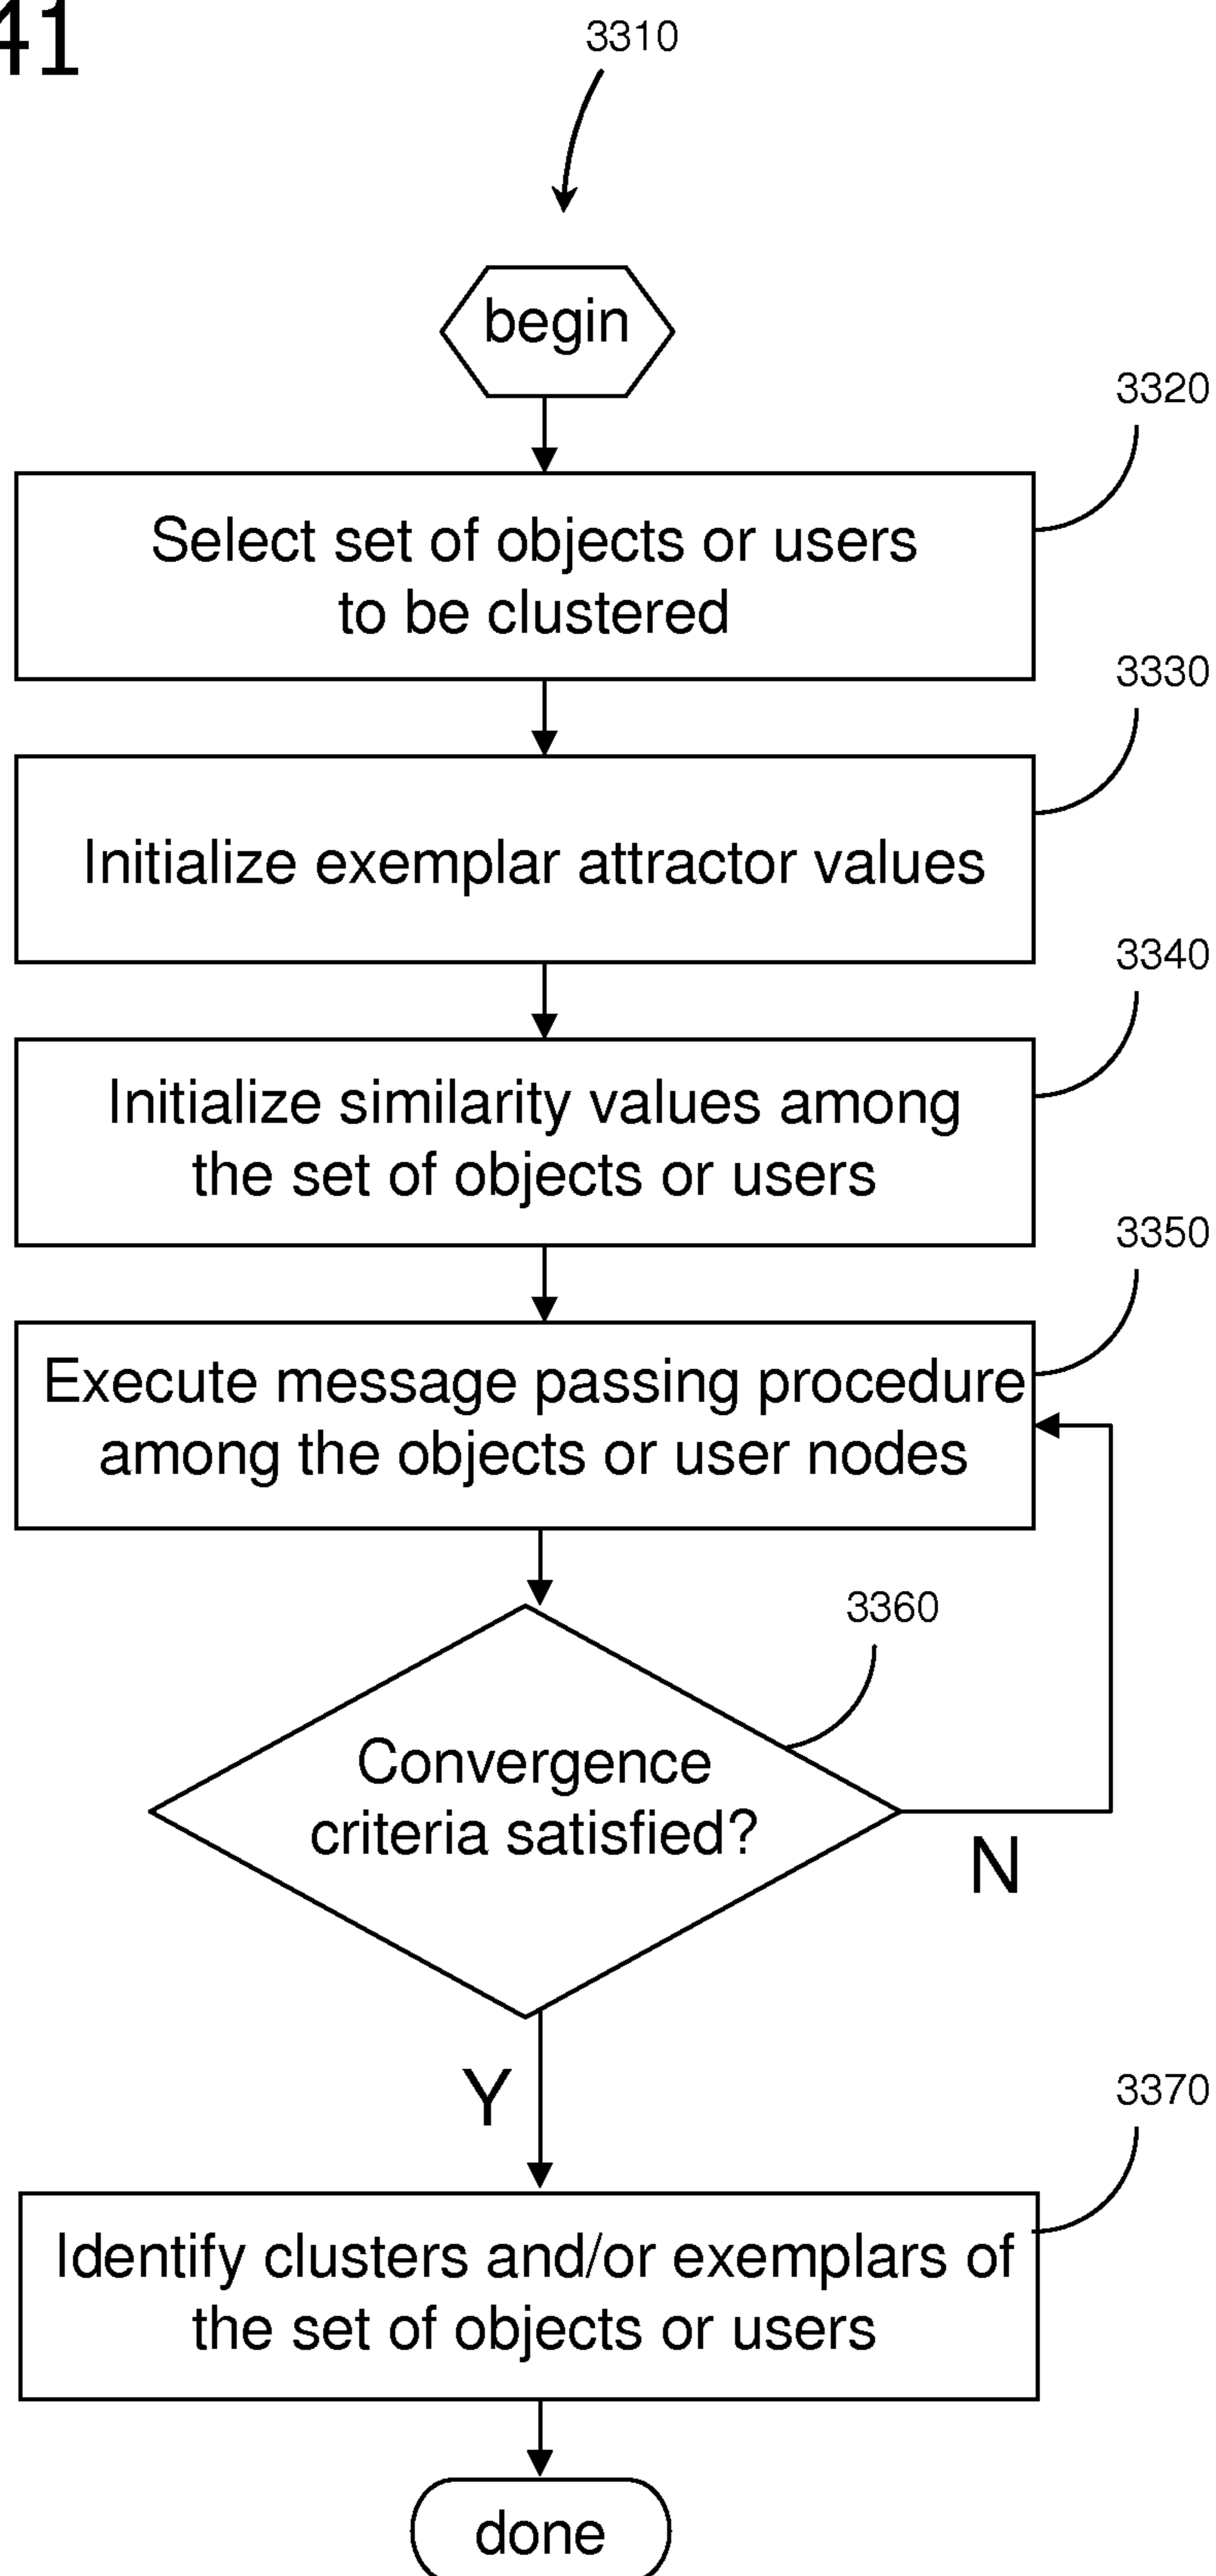 41
3310
begin
3320
Select set of objects or users
to be clustered
3330
Initialize exemplar attractor values
3340
Initialize similarity values among
the set of objects or users
3350
Execute message passing procedure
among the objects or user nodes
3360
Convergence
criteria satisfied?
N
Y
3370
Identify clusters and/or exemplars of
the set of objects or users
done